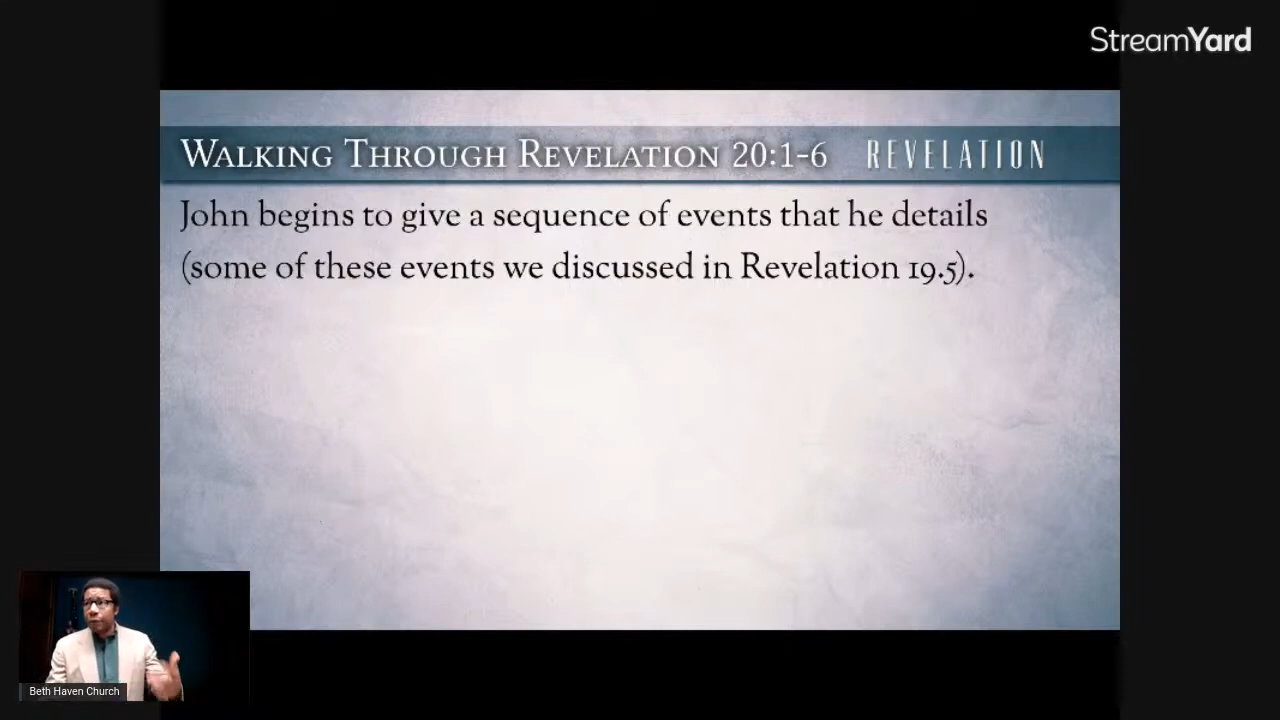 StreamYard
WALKING THROUGH REVELATION 20:1-6 REVELATION
John begins to give a sequence of events that he details
(some of these events we discussed in Revelation 19.5).
Beth Haven Church